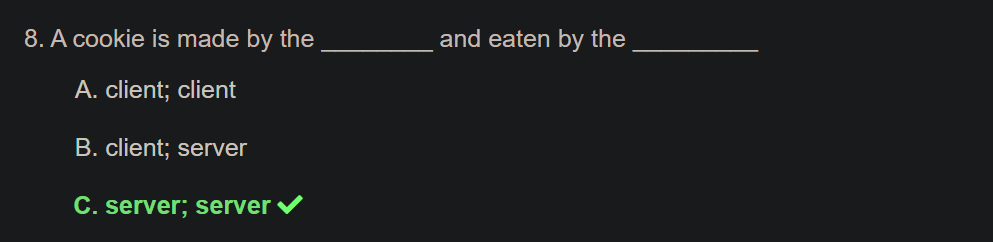 8. A cookie is made by the ________ and eaten by the _________
A. client; client
B. client; server
C. server; server ✔